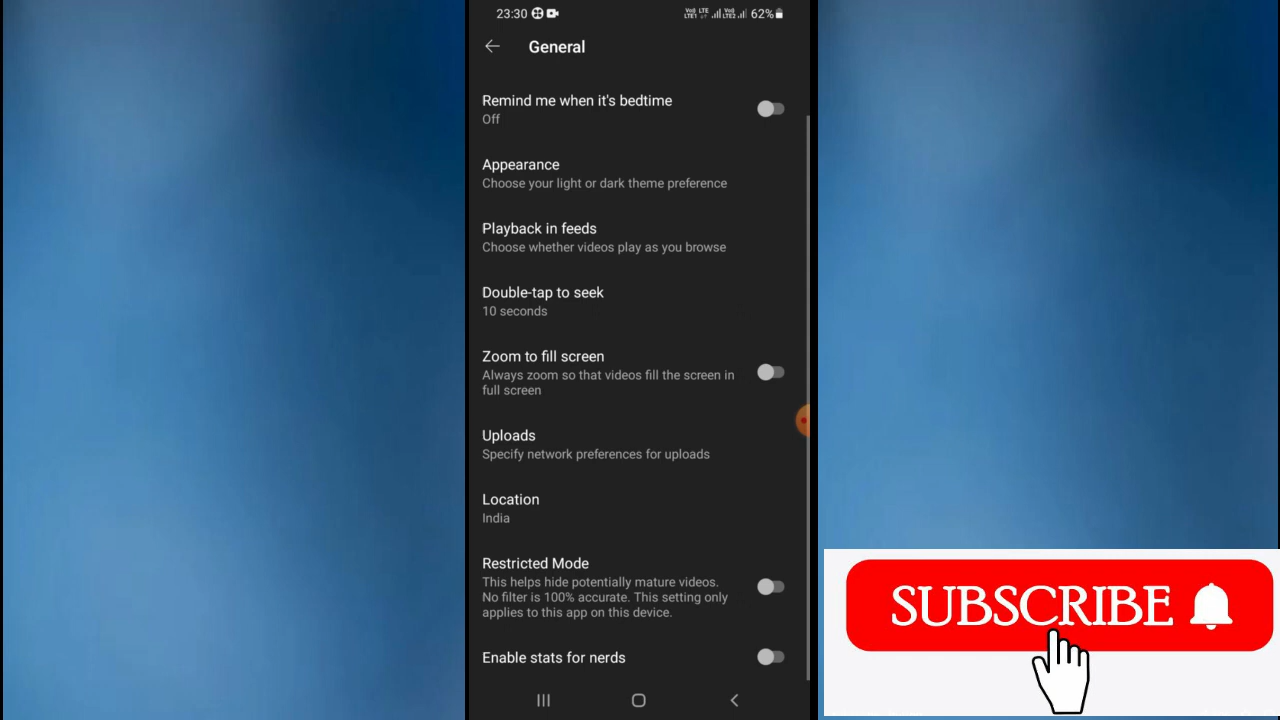 23:30
62%
General
Remind me when it's bedtime
Off
Appearance
Choose your light or dark theme preference
Playback in feeds
Choose whether videos play as you browse
Double-tap to seek
10 seconds
Zoom to fill screen
Always zoom so that videos fill the screen in
full screen
Uploads
Specify network preferences for uploads
Location
India
Restricted Mode
This helps hide potentially mature videos.
No filter is 100% accurate. This setting only
applies to this app on this device.
Enable stats for nerds
SUBSCRIBE